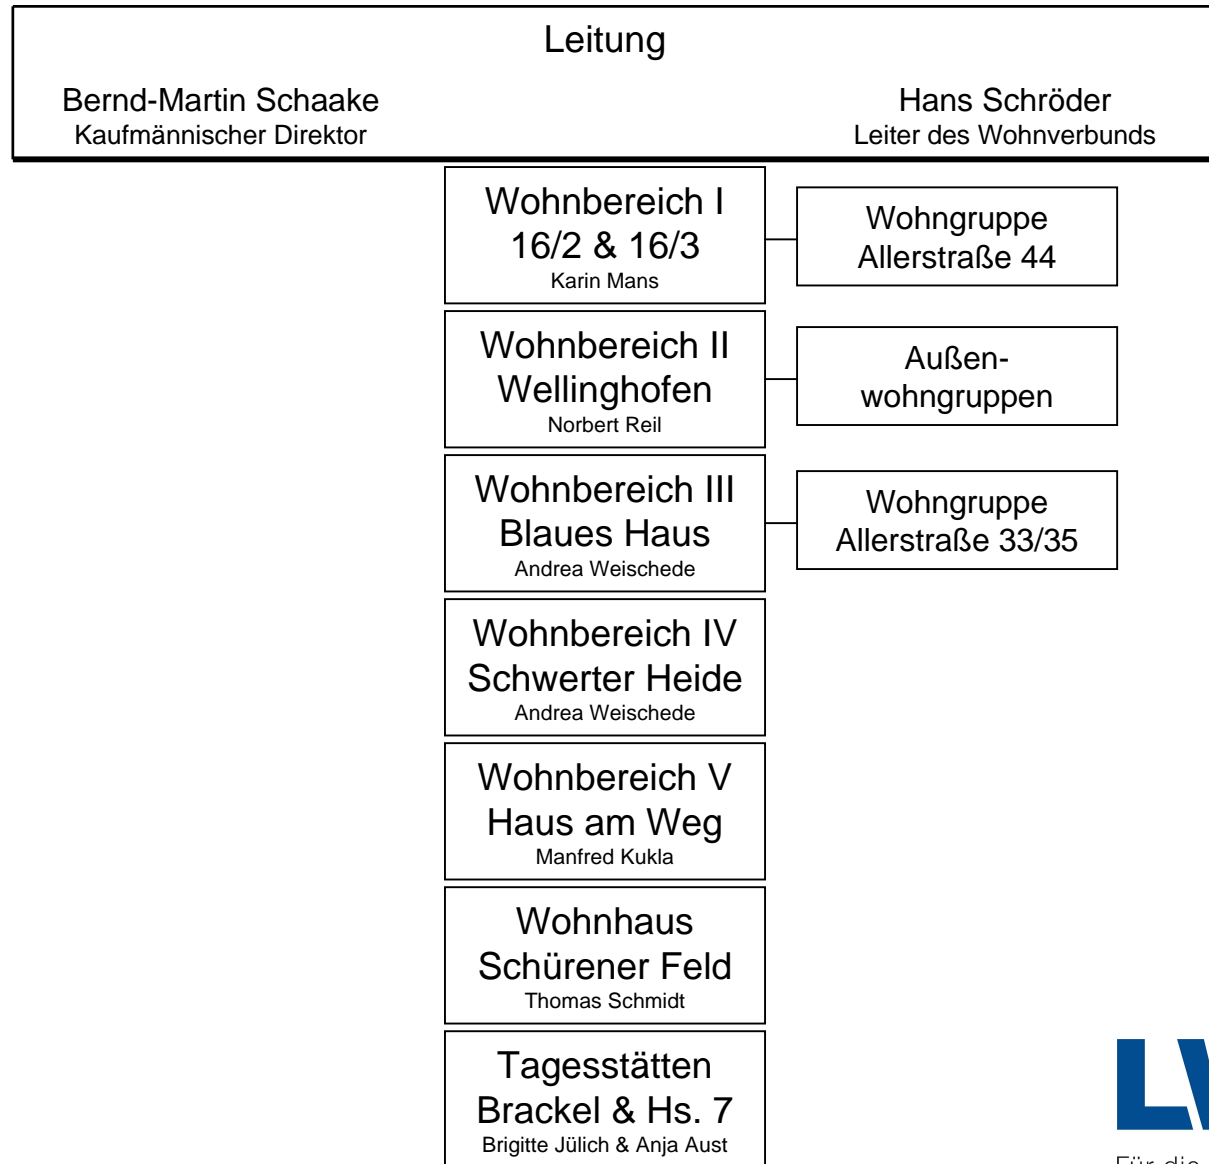 Leitung
Bernd-Martin Schaake
Kaufmännischer Direktor
Hans Schröder
Leiter des Wohnverbunds
Wohnbereich I
16/2 & 16/3
Karin Mans
Wohngruppe
Allerstraße 44
Wohnbereich II
Wellinghofen
Norbert Reil
Außen-
wohngruppen
Wohnbereich III
Blaues Haus
Andrea Weischede
Wohngruppe
Allerstraße 33/35
Wohnbereich IV
Schwerter Heide
Andrea Weischede
Wohnbereich V
Haus am Weg
Manfred Kukla
Wohnhaus
Schürener Feld
Thomas Schmidt
Tagesstätten
Brackel & Hs. 7
Brigitte Jülich & Anja Aust
Für die